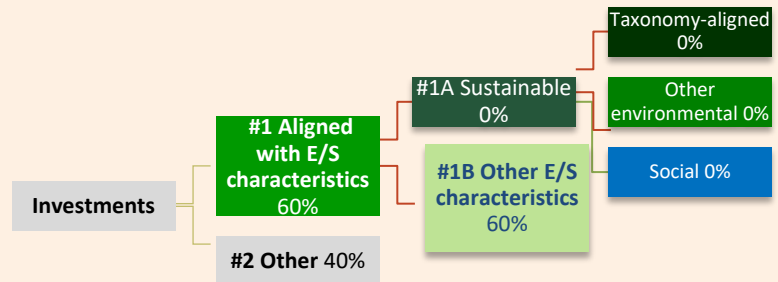 Taxonomy-aligned
0%
#1A Sustainable
0%
Other
environmental 0%
#1 Aligned
with E/S
characteristics
60%
#1B Other E/S
characteristics
60%
Social 0%
Investments
#2 Other 40%